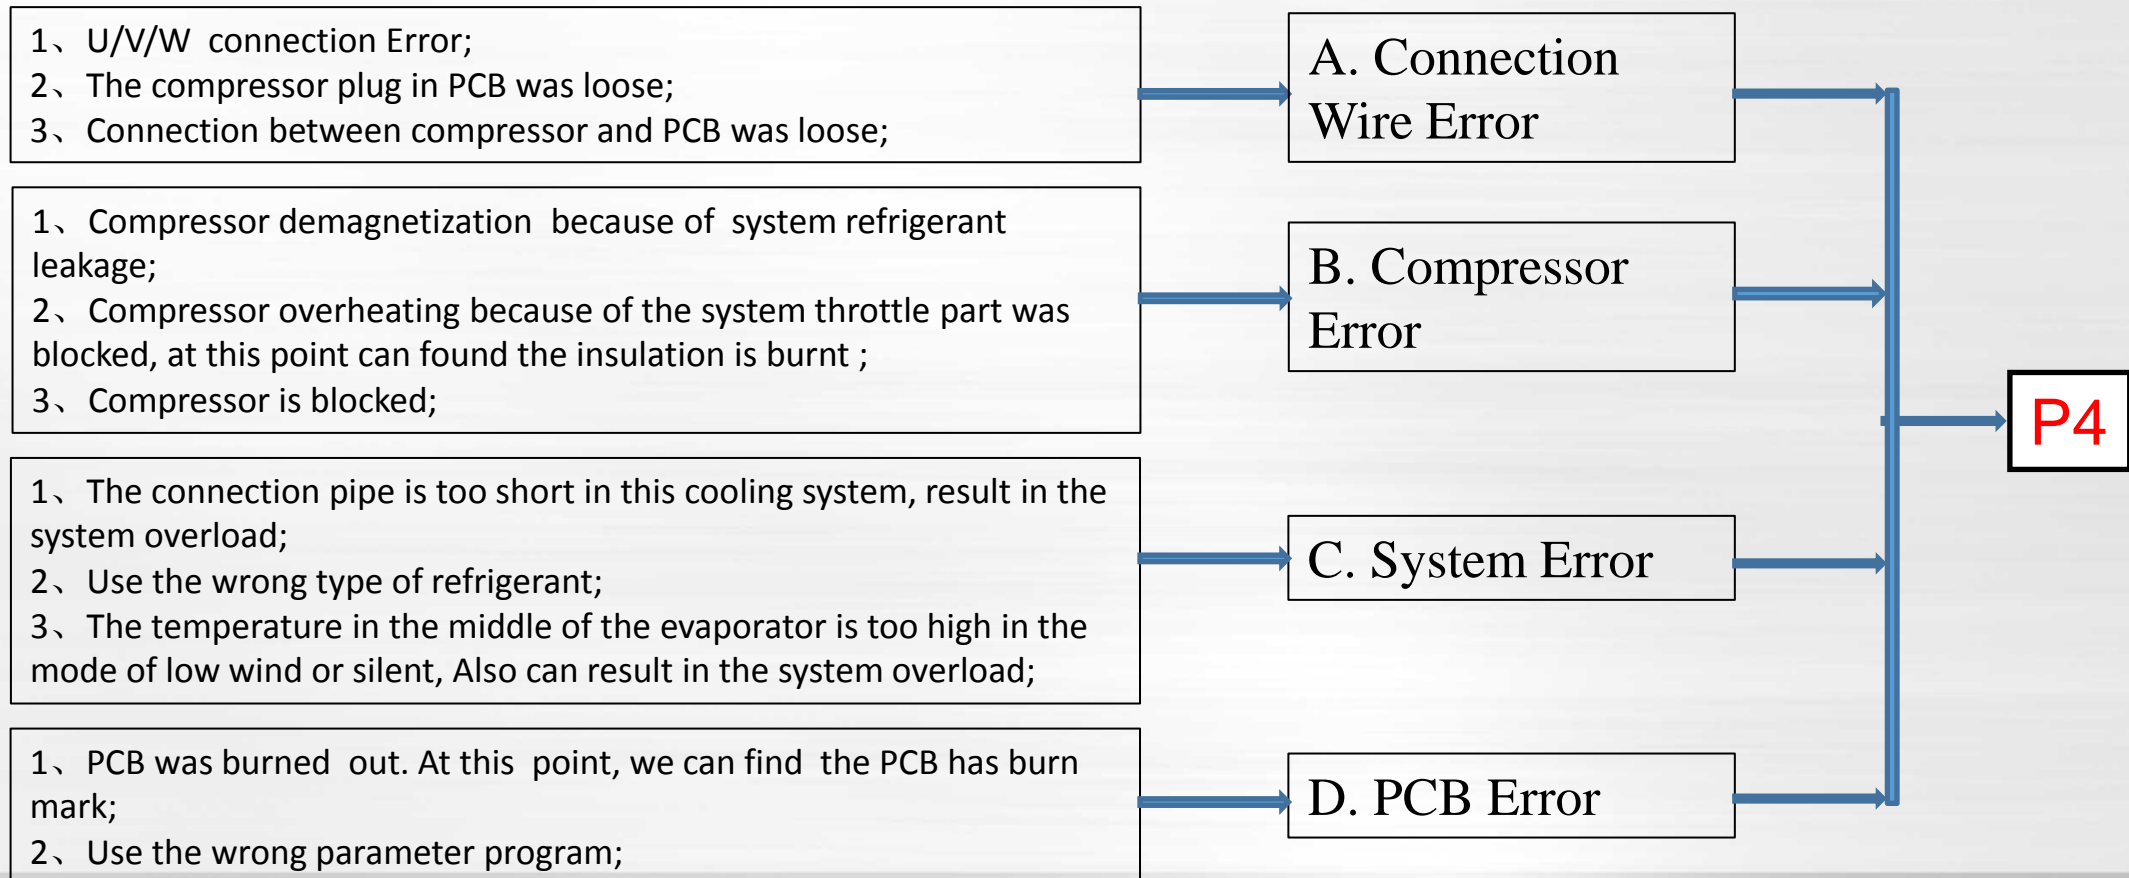 1、U/V/W connection Error;
2、The compressor plug in PCB was loose;
3、Connection between compressor and PCB was loose;
A. Connection
Wire Error
1、Compressor demagnetization because of system refrigerant
leakage;
2、Compressor overheating because of the system throttle part was
blocked, at this point can found the insulation is burnt ;
3、Compressor is blocked;
B. Compressor
Error
P4
1、The connection pipe is too short in this cooling system, result in the
system overload;
2、Use the wrong type of refrigerant;
3、The temperature in the middle of the evaporator is too high in the
mode of low wind or silent, Also can result in the system overload;
C. System Error
1、PCB was burned out. At this point, we can find the PCB has burn
mark;
2、Use the wrong parameter program;
D. PCB Error